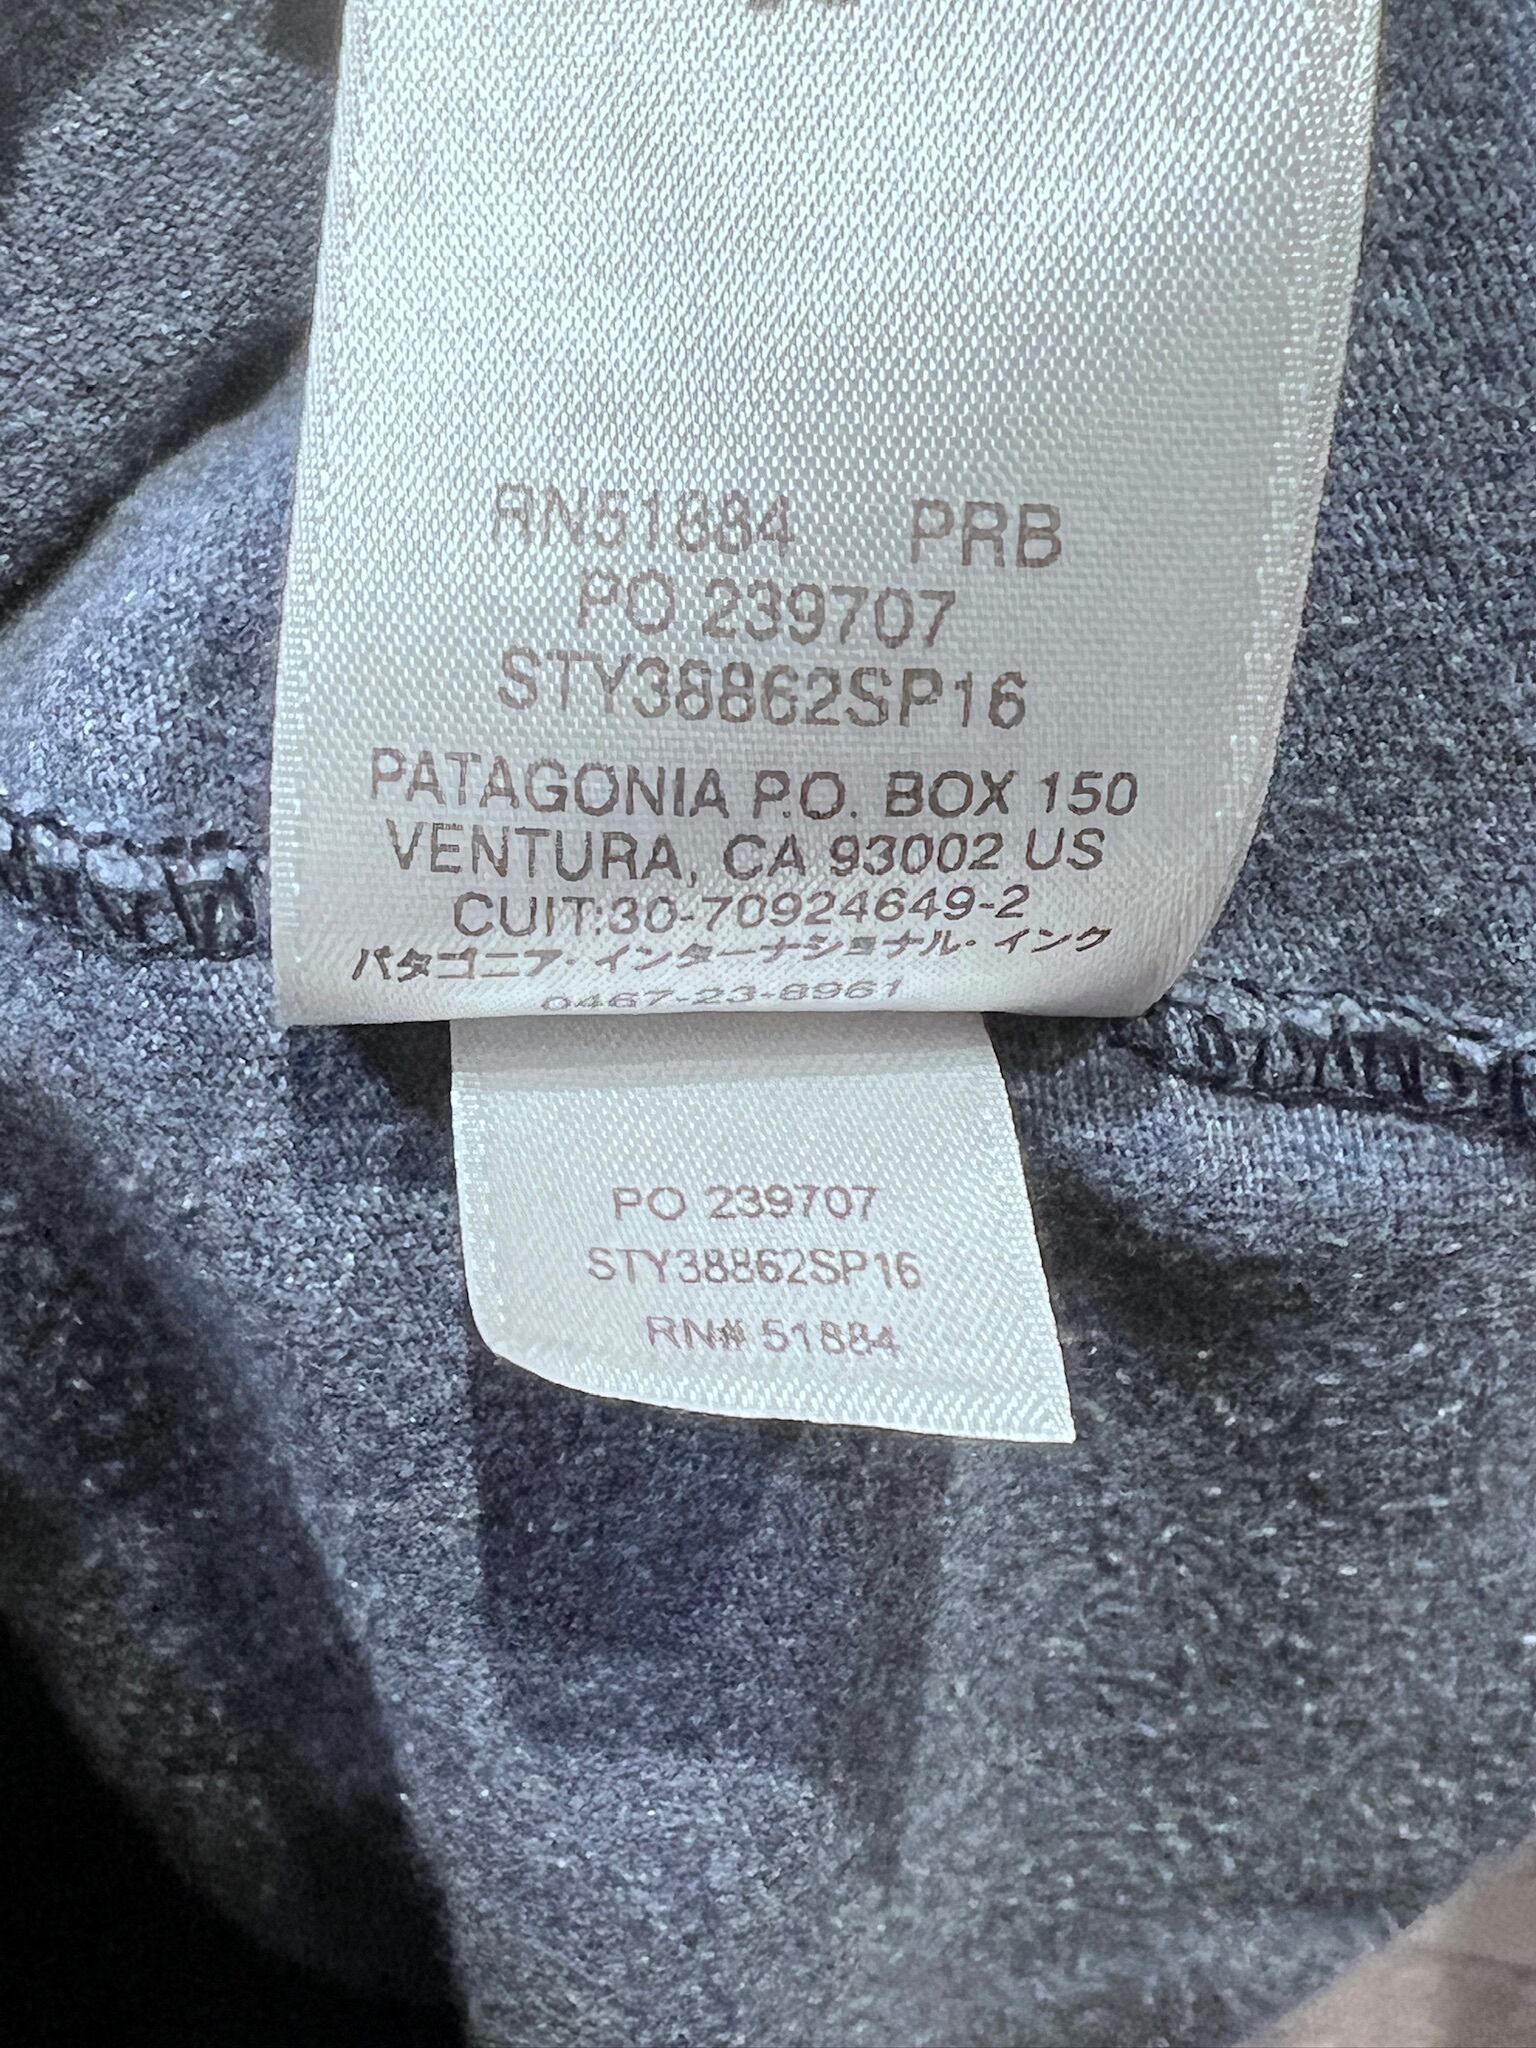 RN51884 PRB
PO 239707
STY38862SP16
PATAGONIA P.O. BOX 150
VENTURA, CA 93002 US
CUIT:30-70924649-2
パタゴニア・インターナショナル・インク
0467-23-8961
PO 239707
STY38862SP16
RN# 51884